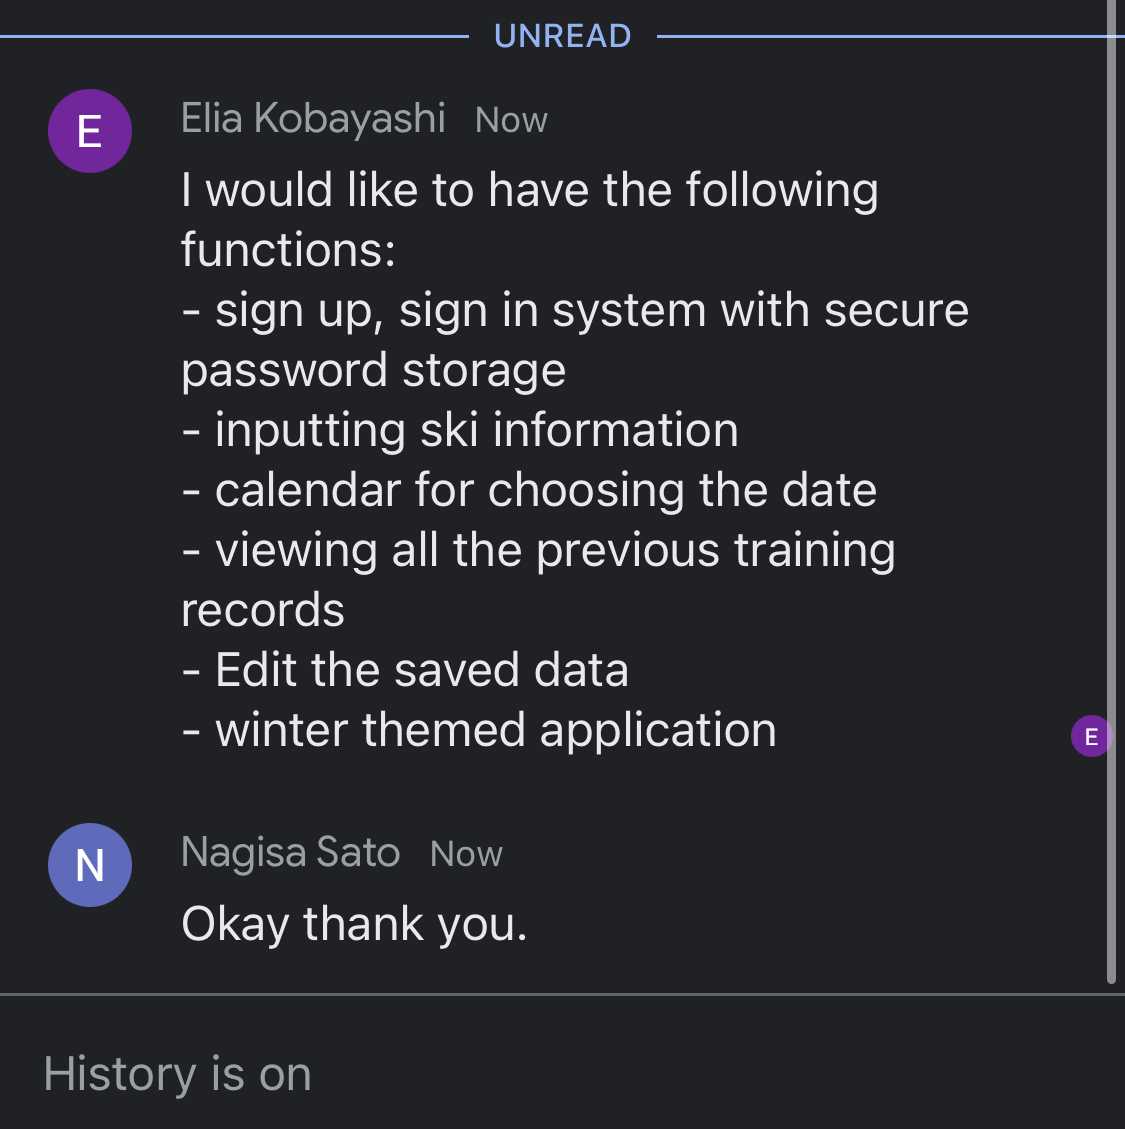 UNREAD
E
Elia Kobayashi Now
I would like to have the following
functions:
- sign up, sign in system with secure
password storage
- inputting ski information
- calendar for choosing the date
- viewing all the previous training
records
- Edit the saved data
- winter themed application
E
N
Nagisa Sato Now
Okay thank you.
History is on